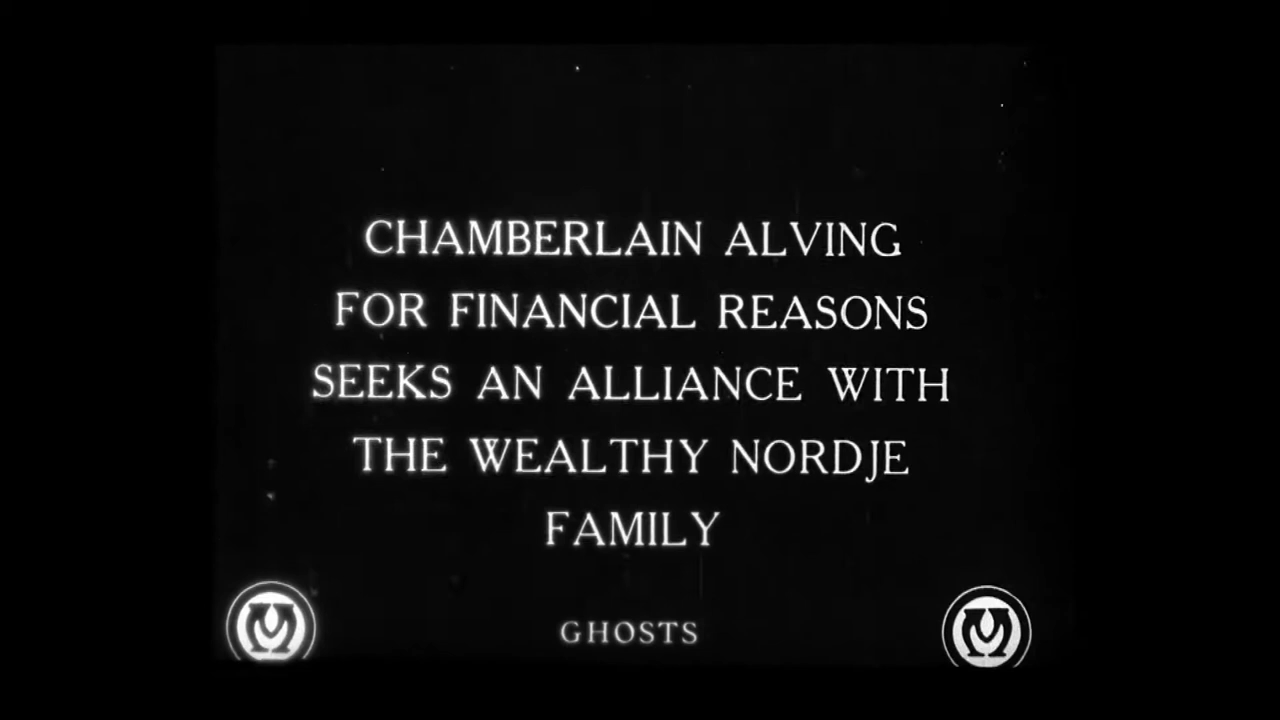 CHAMBERLAIN ALVING
FOR FINANCIAL REASONS
SEEKS AN ALLIANCE WITH
THE WEALTHY NORDJE
FAMILY
GHOSTS